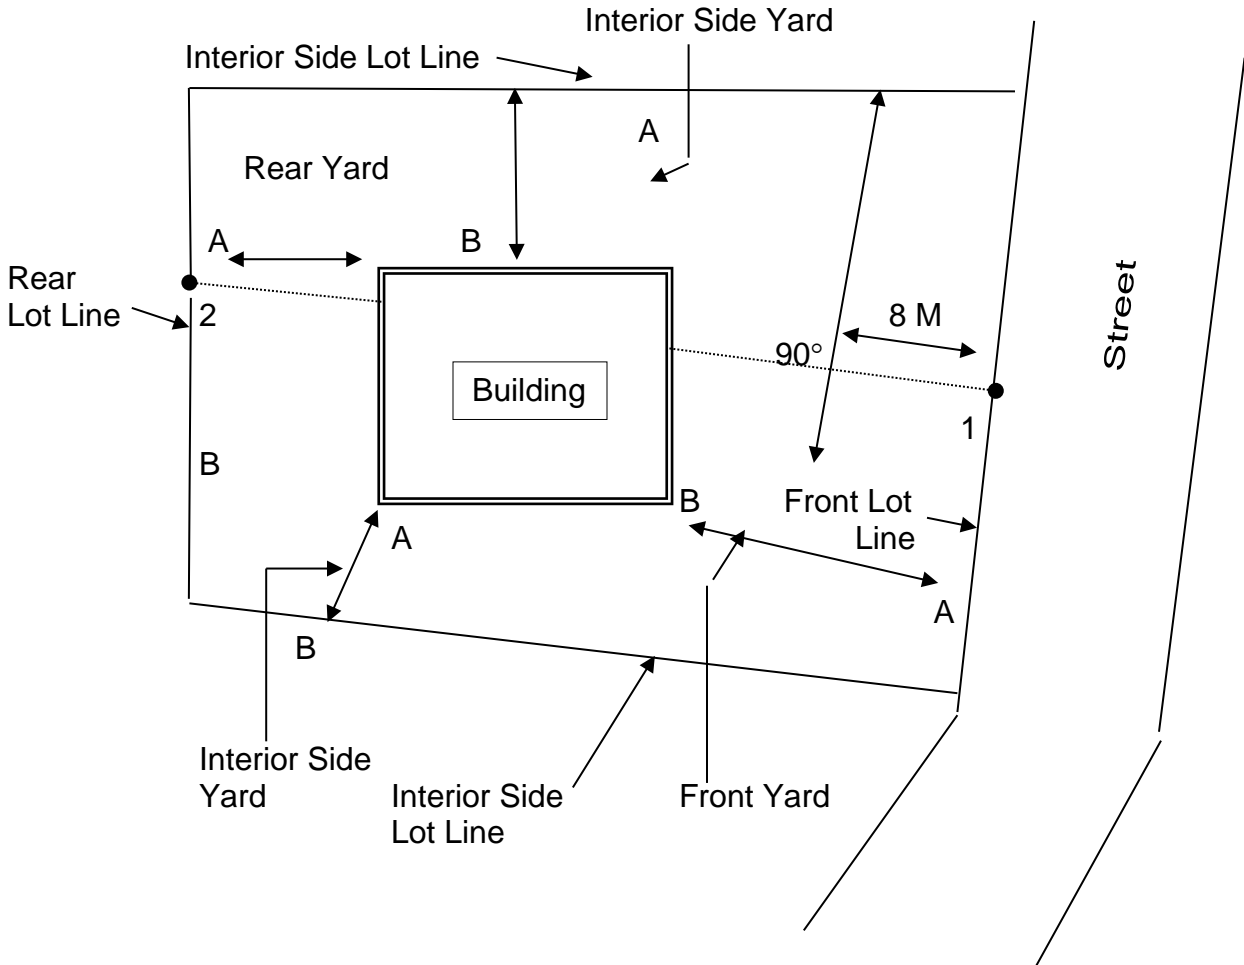 Interior Side Yard
Interior Side Lot Line
A
Rear Yard
A
B
Rear
Lot Line
2
8 M
90°
Street
Building
1
B
B
Front Lot
Line
A
A
B
Interior Side
Yard
Interior Side
Lot Line
Front Yard